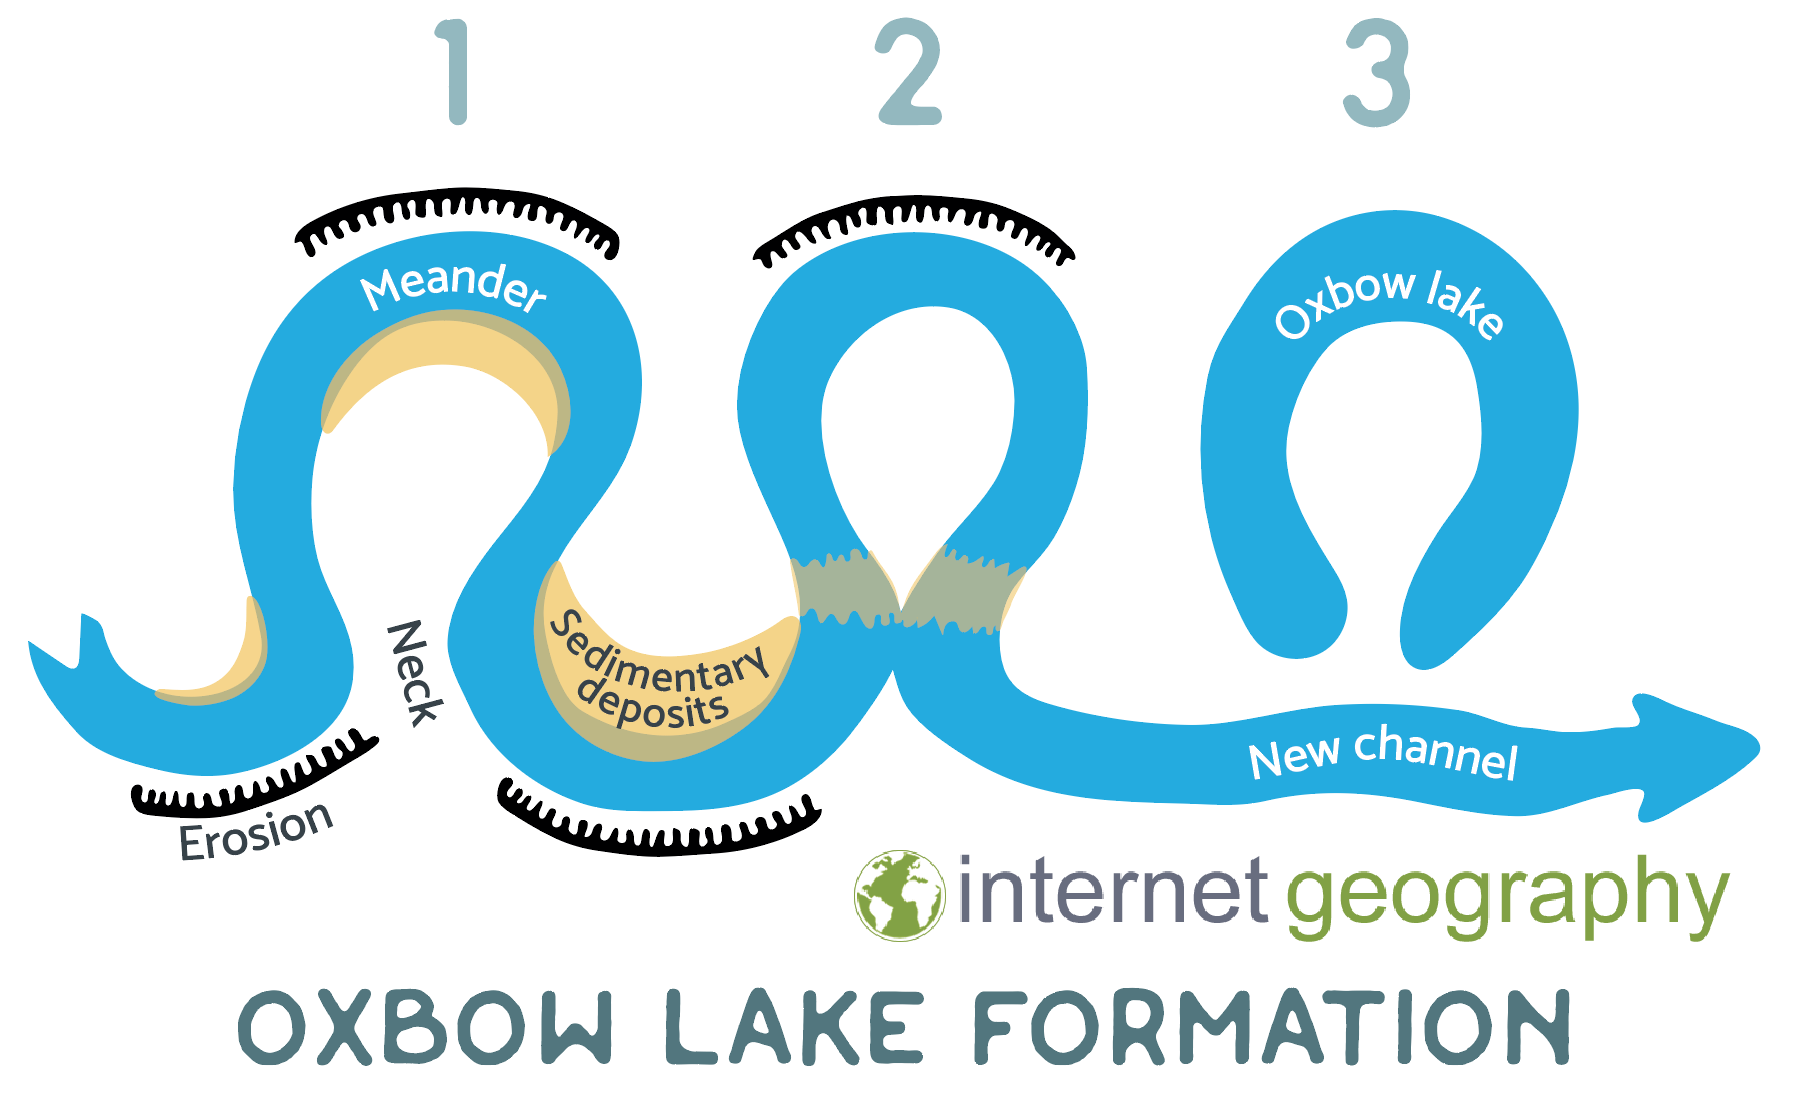 1
2
3
Meander
Oxbow lake
Neck
Sedimentary
deposits
New channel
Erosion
internet geography
OXBOW LAKE FORMATION